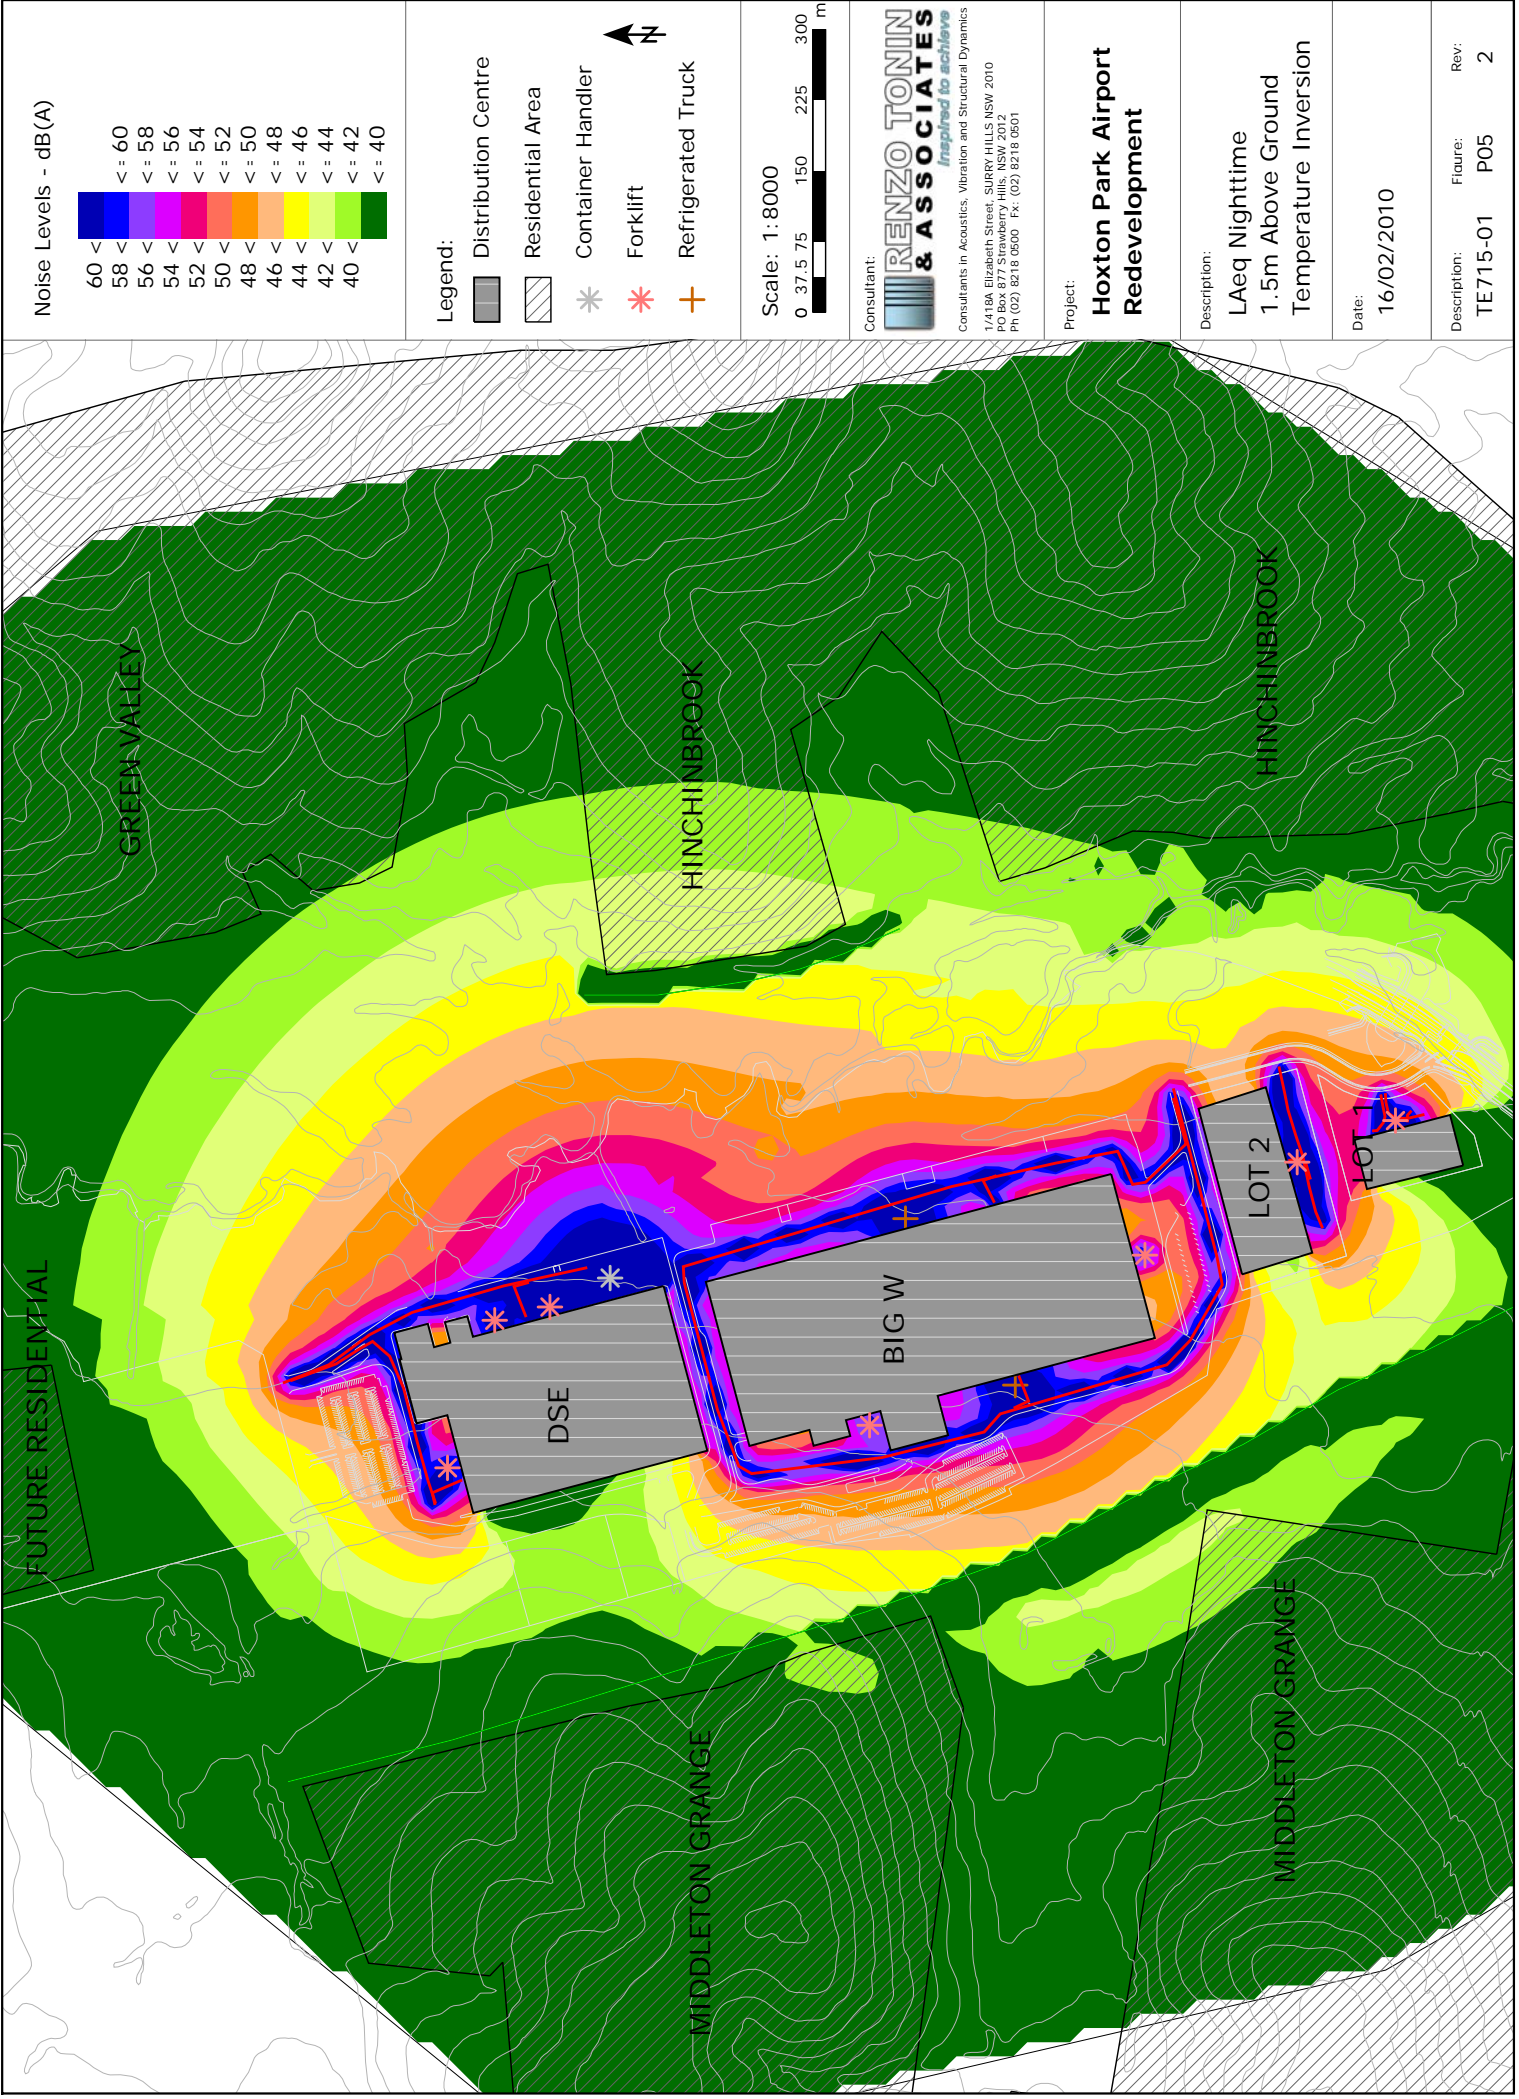 Noise Levels - dB(A)
60 <
58 < <= 60
56 < <= 58
54 < <= 56
52 < <= 54
50 < <= 52
48 < <= 50
46 < <= 48
44 < <= 46
42 < <= 44
40 < <= 42
<= 40
Legend:
Distribution Centre
Residential Area
Container Handler
Forklift
Refrigerated Truck
N
Scale: 1:8000
0 37.5 75 150 225 300
m
Consultant:
RENZO TONIN
& ASSOCIATES
inspired to achieve
Consultants in Acoustics, Vibration and Structural Dynamics
1/418A Elizabeth Street, SURRY HILLS NSW 2010
PO Box 877 Strawberry Hills, NSW 2012
Ph (02) 8218 0500 Fx: (02) 8218 0501
Project:
Hoxton Park Airport
Redevelopment
Description:
LAeq Nighttime
1.5m Above Ground
Temperature Inversion
Date:
16/02/2010
Description: Figure: Rev:
TE715-01 P05 2
FUTURE RESIDENTIAL
GREEN VALLEY
HINCHINBROOK
HINCHINBROOK
DSE
BIG W
LOT 2
LOT 1
MIDDLETON GRANGE
MIDDLETON GRANGE